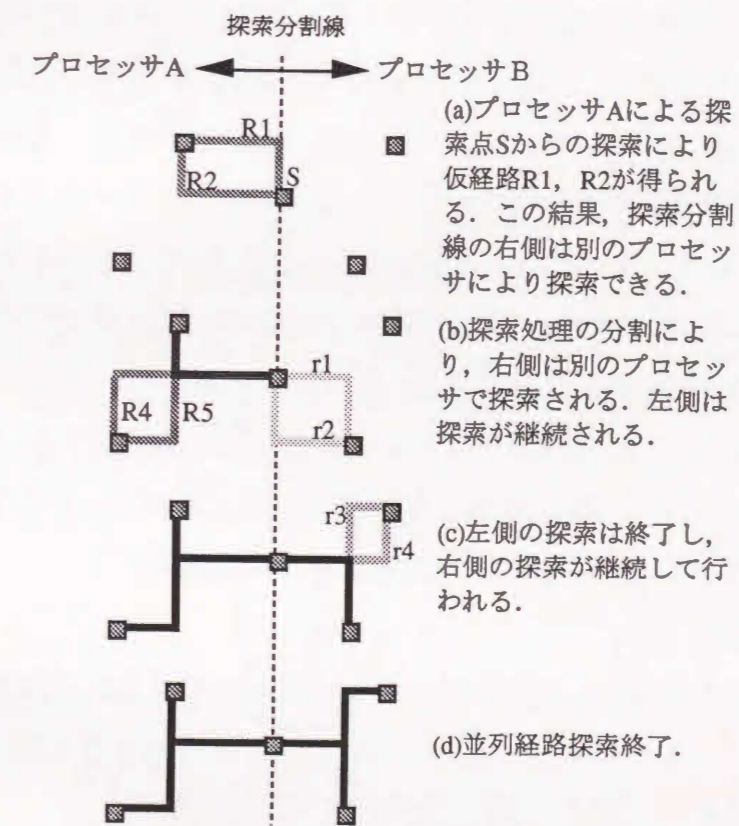 探索分割線
プロセッサA
プロセッサB
R1
R2
S
(a)プロセッサAによる探
索点Sからの探索により
仮経路R1，R2が得られ
る．この結果，探索分割
線の右側は別のプロセッ
サにより探索できる．
R4
R5
r1
r2
(b)探索処理の分割によ
り，右側は別のプロセッ
サで探索される．左側は
探索が継続される．
r3
r4
(c)左側の探索は終了し，
右側の探索が継続して行
われる．
(d)並列経路探索終了．